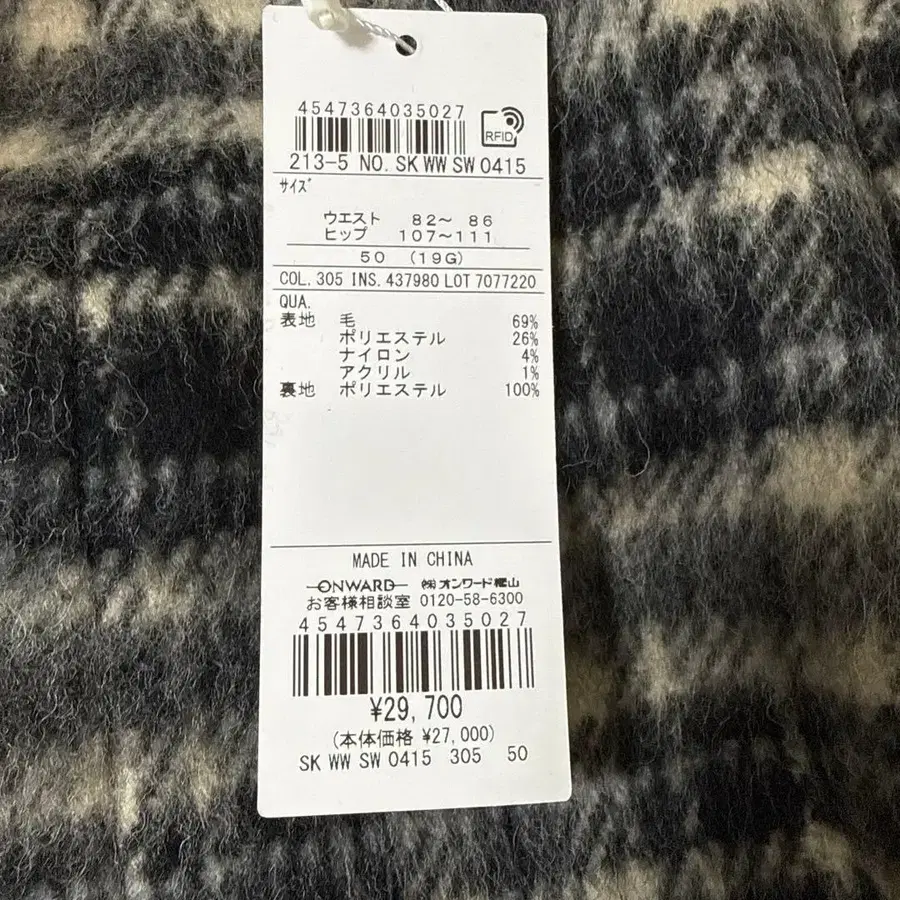 4547364035027
RFID
213-5 NO. SK WW SW 0415
サイズ
ウエスト 82～ 86
ヒップ 107～111
50 (19G)
COL. 305 INS. 437980 LOT 7077220
QUA.
表地 毛 69%
ポリエステル 26%
ナイロン 4%
アクリル 1%
裏地 ポリエステル 100%
MADE IN CHINA
ONWARD ㈱オンワード樫山
お客様相談室 0120-58-6300
4547364035027
¥29,700
(本体価格 ¥27,000)
SK WW SW 0415 305 50